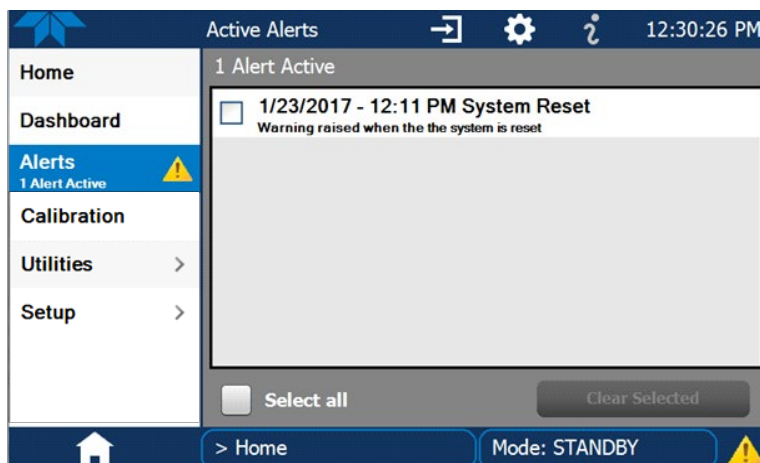 Active Alerts
12:30:26 PM
Home
Dashboard
Alerts
1 Alert Active
Calibration
Utilities
Setup
1 Alert Active
1/23/2017 - 12:11 PM System Reset
Warning raised when the the system is reset
Select all
Clear Selected
> Home
Mode: STANDBY